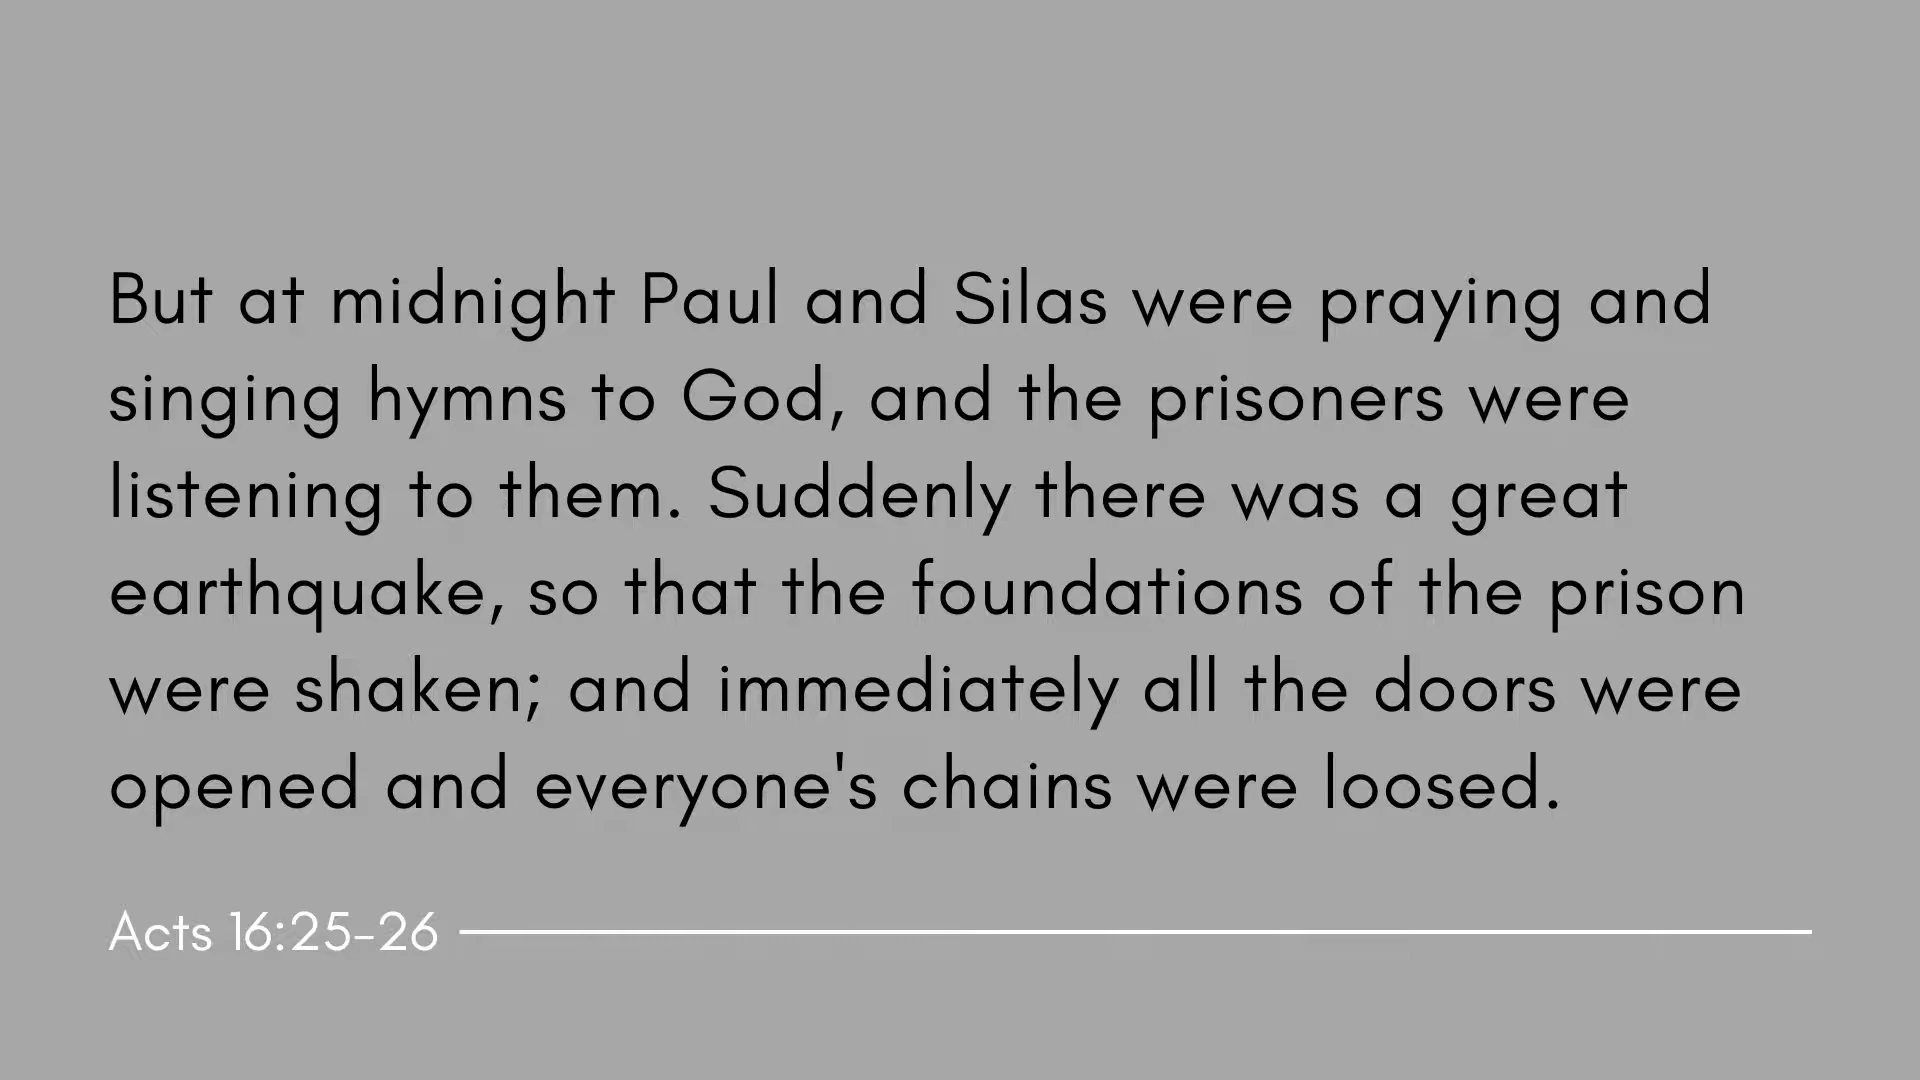 But at midnight Paul and Silas were praying and
singing hymns to God, and the prisoners were
listening to them. Suddenly there was a great
earthquake, so that the foundations of the prison
were shaken; and immediately all the doors were
opened and everyone's chains were loosed.
Acts 16:25-26